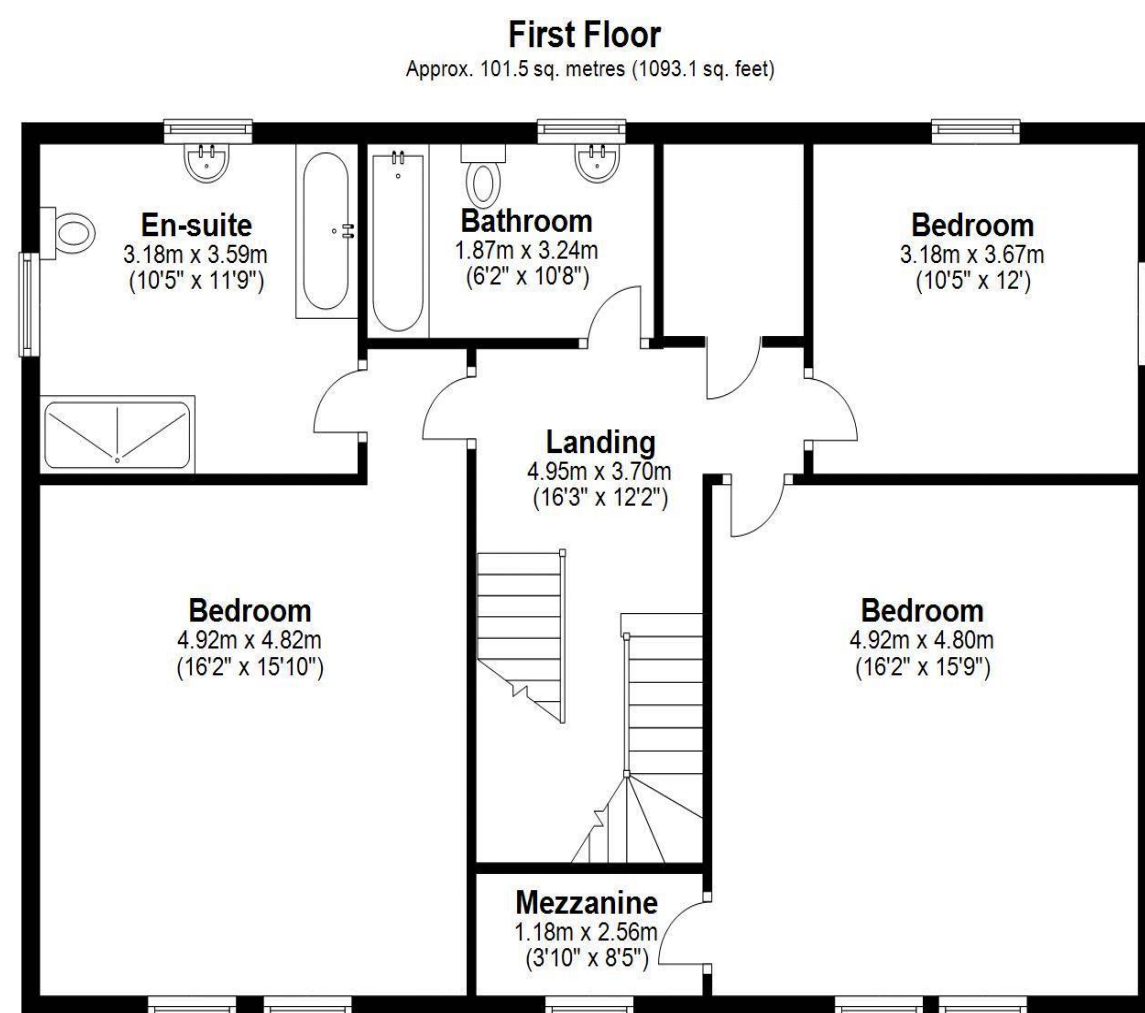 First Floor
Approx. 101.5 sq. metres (1093.1 sq. feet)
En-suite
3.18m x 3.59m
(10'5" x 11'9")
Bathroom
1.87m x 3.24m
(6'2" x 10'8")
Bedroom
3.18m x 3.67m
(10'5" x 12')
Landing
4.95m x 3.70m
(16'3" x 12'2")
Bedroom
4.92m x 4.82m
(16'2" x 15'10")
Bedroom
4.92m x 4.80m
(16'2" x 15'9")
Mezzanine
1.18m x 2.56m
(3'10" x 8'5")